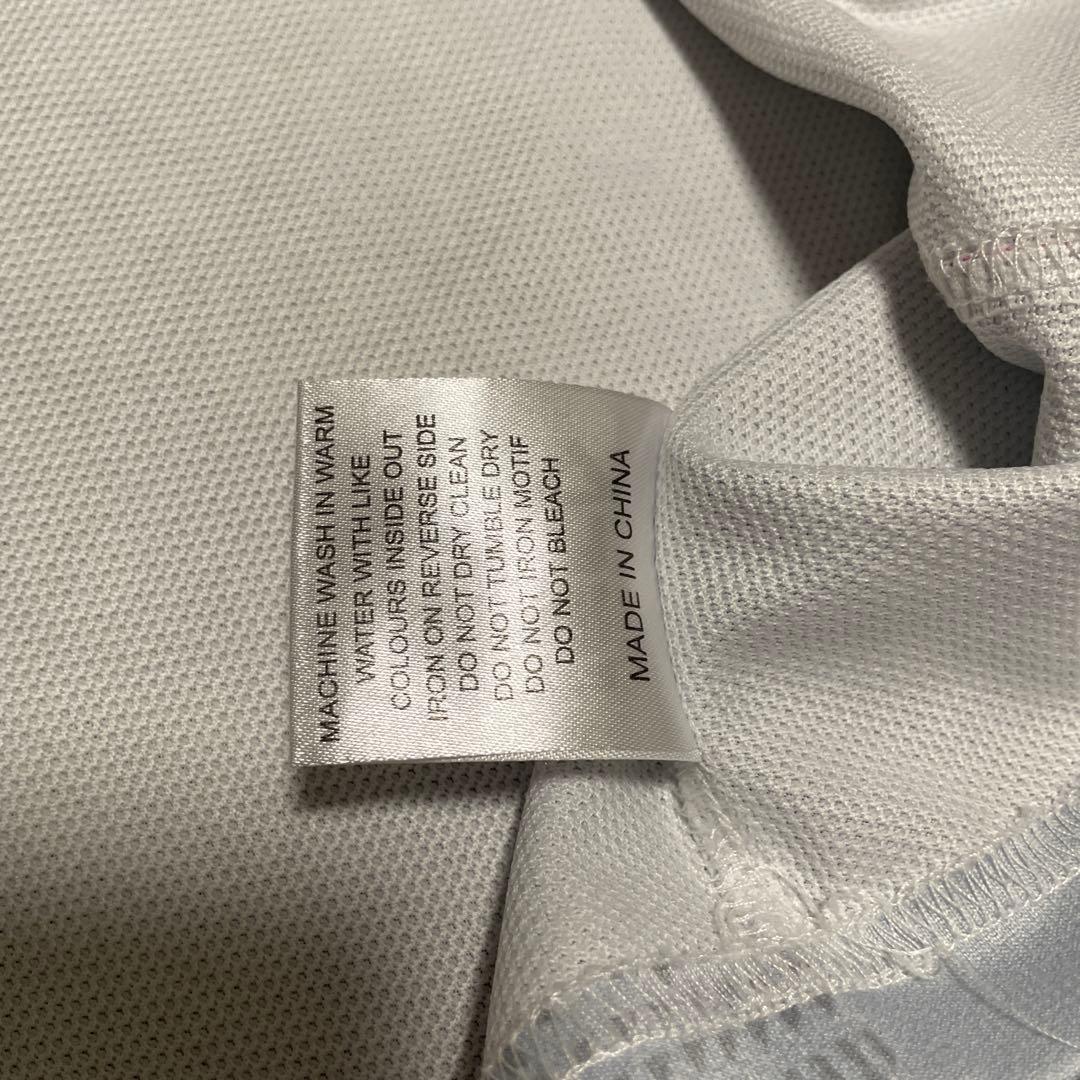 MACHINE WASH IN WARM
WATER WITH LIKE
COLOURS INSIDE OUT
IRON ON REVERSE SIDE
DO NOT DRY CLEAN
DO NOT TUMBLE DRY
DO NOT IRON MOTIF
DO NOT BLEACH
MADE IN CHINA